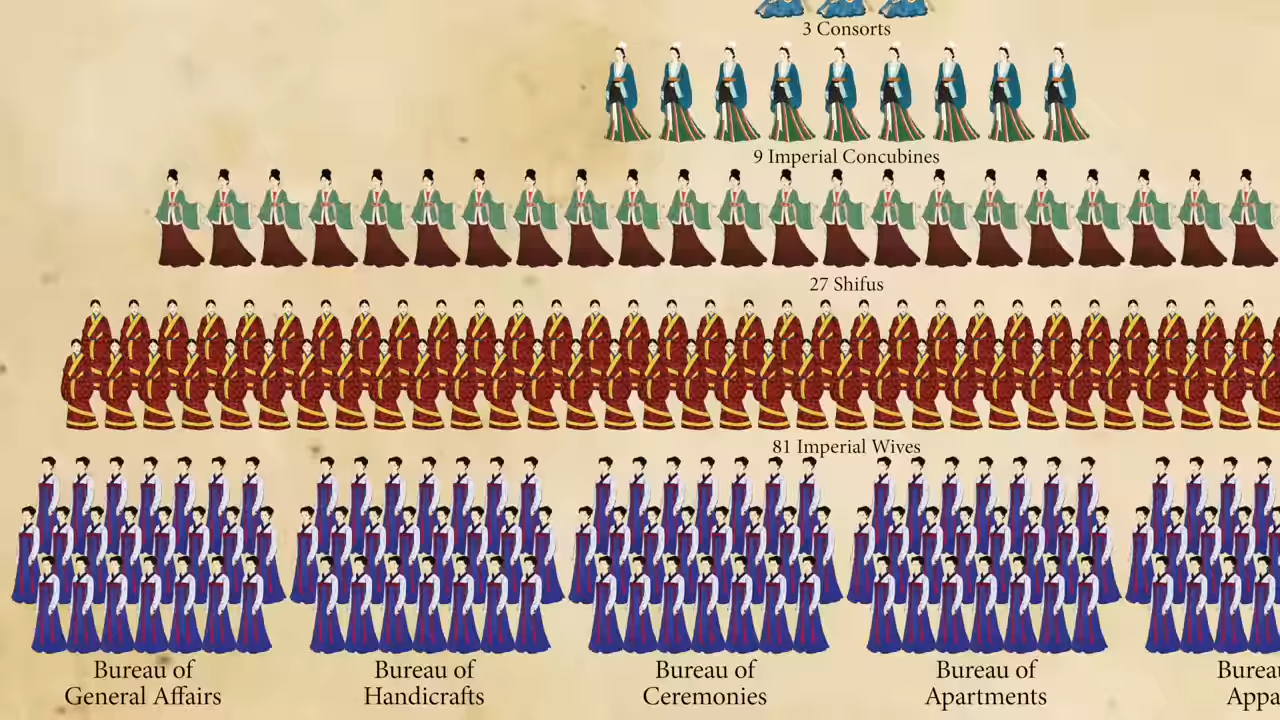 3 Consorts
9 Imperial Concubines
27 Shifus
81 Imperial Wives
Bureau of
General Affairs
Bureau of
Handicrafts
Bureau of
Ceremonies
Bureau of
Apartments